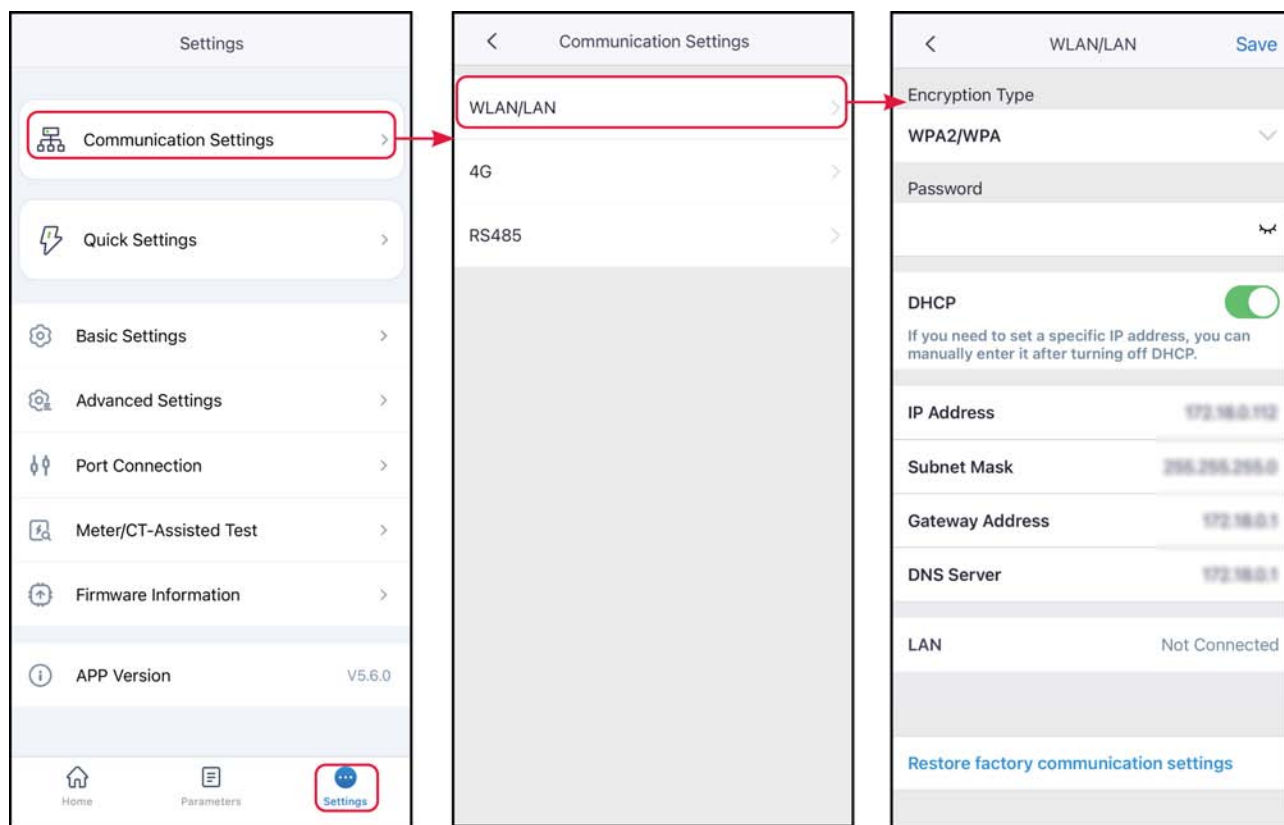 Settings
Communication Settings
Quick Settings
Basic Settings
Advanced Settings
Port Connection
Meter/CT-Assisted Test
Firmware Information
APP Version V5.6.0
Home Parameters Settings
Communication Settings
WLAN/LAN
4G
RS485
WLAN/LAN Save
Encryption Type
WPA2/WPA
Password
DHCP
If you need to set a specific IP address, you can
manually enter it after turning off DHCP.
IP Address
Subnet Mask
Gateway Address
DNS Server
LAN Not Connected
Restore factory communication settings